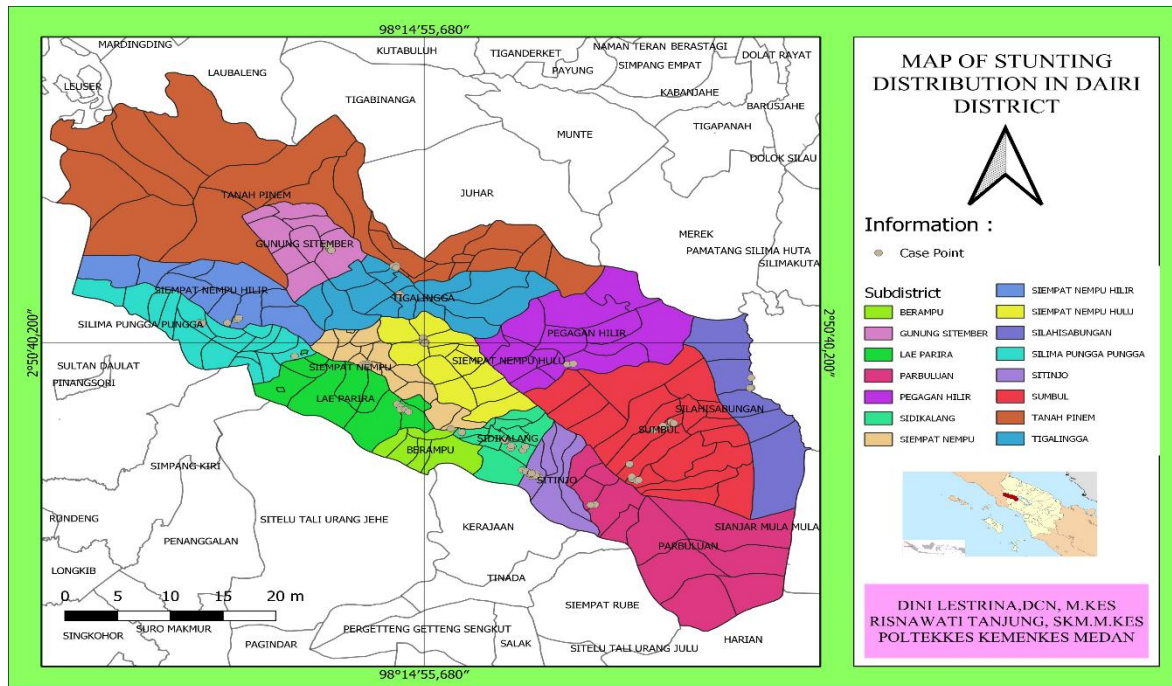 98°14'55,680"
MARDINGDING
KUTABULUH
TIGANDERKET
NAMAN TERAN BERASTAGI
DOLAT RAYAT
LAUBALENG
LEUSER
PAYUNG
SIMPANG EMPAT
TIGABINANGA
KABANJAHE
BARUSJAHE
MUNTE
TIGAPANAH
DOLOK SILAU
TANAH PINEM
JUHAR
GUNUNG SITEMBER
MEREK
PAMATANG SILIMA HUTA
SILIMAKUTA
SIEMPAT NEMPU HILIR
TIGALINGGA
SILIMA PUNGGA PUNGGA
PEGAGAN HILIR
2°50'40,200"
2°50'40,200"
SULTAN DAULAT
PINANGSORI
SIEMPAT NEMPU
SIEMPAT NEMPU HULU
LAE PARIRA
SILAHISABUNGAN
SUMBUL
SIDIKALANG
BERAMPU
SIMPANG KIRI
SITINJO
RUNDENG
SITELU TALI URANG JEHE
KERAJAAN
SIANJAR MULA MULA
PENANGGALAN
PARBULUAN
LONGKIB
TINADA
SIEMPAT RUBE
0 5 10 15 20 m
SINGKOHOR
SURO MAKMUR
PAGINDAR
PERGETTENG GETTENG SENGKUT
SALAK
SITELU TALI URANG JULU
HARIAN
98°14'55,680"
MAP OF STUNTING
DISTRIBUTION IN DAIRI
DISTRICT
Information :
Case Point
Subdistrict
BERAMPU
GUNUNG SITEMBER
LAE PARIRA
PARBULUAN
PEGAGAN HILIR
SIDIKALANG
SIEMPAT NEMPU
SIEMPAT NEMPU HILIR
SIEMPAT NEMPU HULU
SILAHISABUNGAN
SILIMA PUNGGA PUNGGA
SITINJO
SUMBUL
TANAH PINEM
TIGALINGGA
DINI LESTRINA,DCN, M.KES
RISNAWATI TANJUNG, SKM.M.KES
POLTEKKES KEMENKES MEDAN